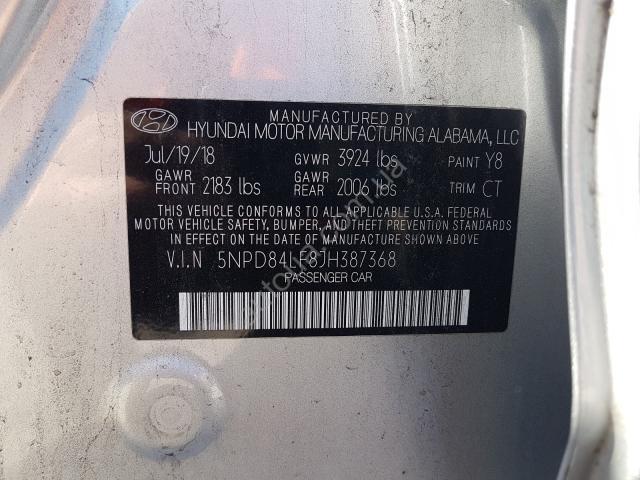 MANUFACTURED BY
HYUNDAI MOTOR MANUFACTURING ALABAMA, LLC
Jul/19/18 GVWR 3924 lbs PAINT Y8
GAWR FRONT 2183 lbs GAWR REAR 2006 lbs TRIM CT
THIS VEHICLE CONFORMS TO ALL APPLICABLE U.S.A. FEDERAL
MOTOR VEHICLE SAFETY, BUMPER, AND THEFT PREVENTION STANDARDS
IN EFFECT ON THE DATE OF MANUFACTURE SHOWN ABOVE.
V.I.N 5NPD84LF8JH387368
PASSENGER CAR